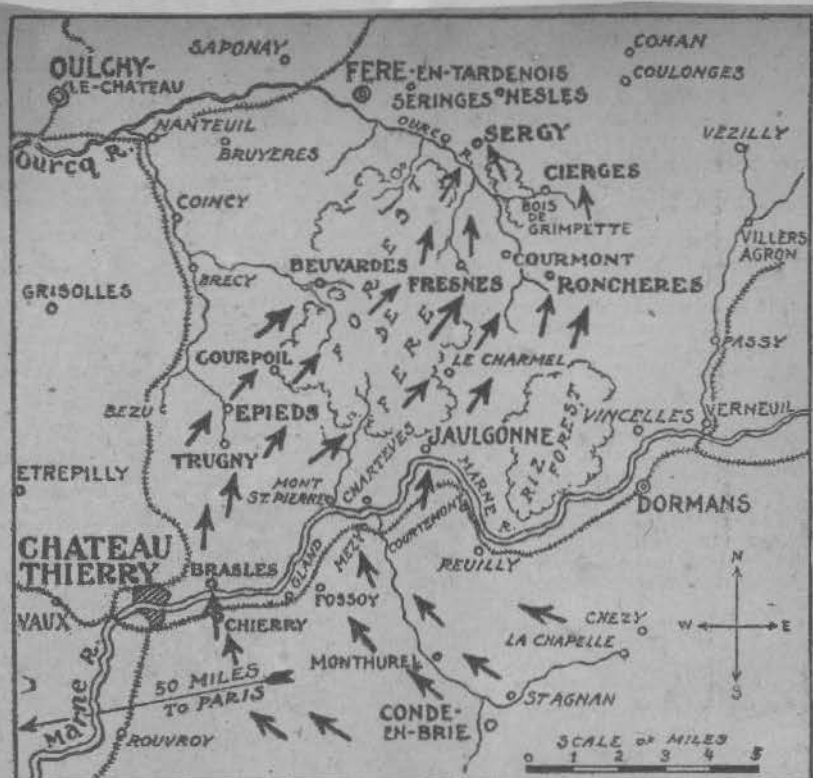 SAPONAY
COHAN
COULONGES
OULCHY-
LE-CHATEAU
FERE-EN-TARDENOIS
SERINGES NESLES
NANTEUIL
BRUYERES
OURCQ R.
SERGY
VEZILLY
Ourcq R.
CIERGES
BOIS
DE
GRIMPETTE
COINCY
VILLERS
AGRON
COURMONT
BRECY
BEUVARDES
FRESNES
RONCHERES
GRISOLLES
FORET
DE
FERE
PASSY
COURPOIL
LE CHARMEL
BEZU
EPIEDS
RIZ
FOREST
VINCELLES
VERNEUIL
TRUGNY
JAULGONNE
ETREPILLY
MONT
ST PIERRE
CHARTEVES
MARNE R.
DORMANS
CHATEAU
THIERRY
COURTEMONT
MEZY
REUILLY
BRASLES
GLAND
FOSSOY
N
VAUX
CHIERRY
CHEZY
W E
LA CHAPELLE
MONTHUREL
S
50 MILES
TO PARIS
Marne R.
ST AGNAN
CONDE-
EN-BRIE
ROUVROY
SCALE OF MILES
0 1 2 3 4 5